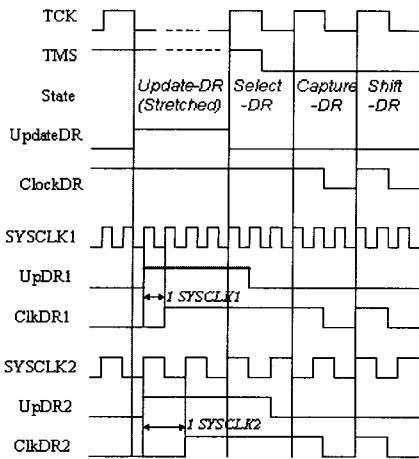 TCK
TMS
State
Update-DR Select Capture Shift
(Stretched) -DR -DR -DR
UpdateDR
ClockDR
SYSCLK1
UpDR1
1 SYSCLK1
ClkDR1
SYSCLK2
UpDR2
1 SYSCLK2
ClkDR2